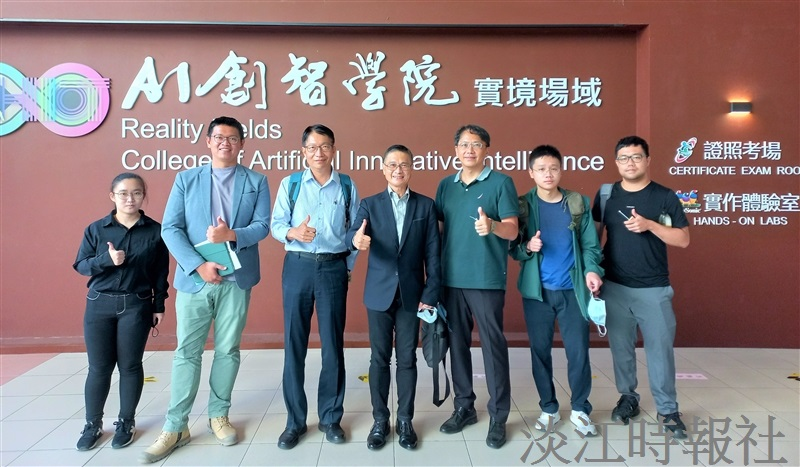 AI創智學院 實境場域
Reality Fields
College of Artificial Innovative Intelligence
證照考場
CERTIFICATE EXAM ROO
實作體驗室
HANDS-ON LABS
淡江時報社